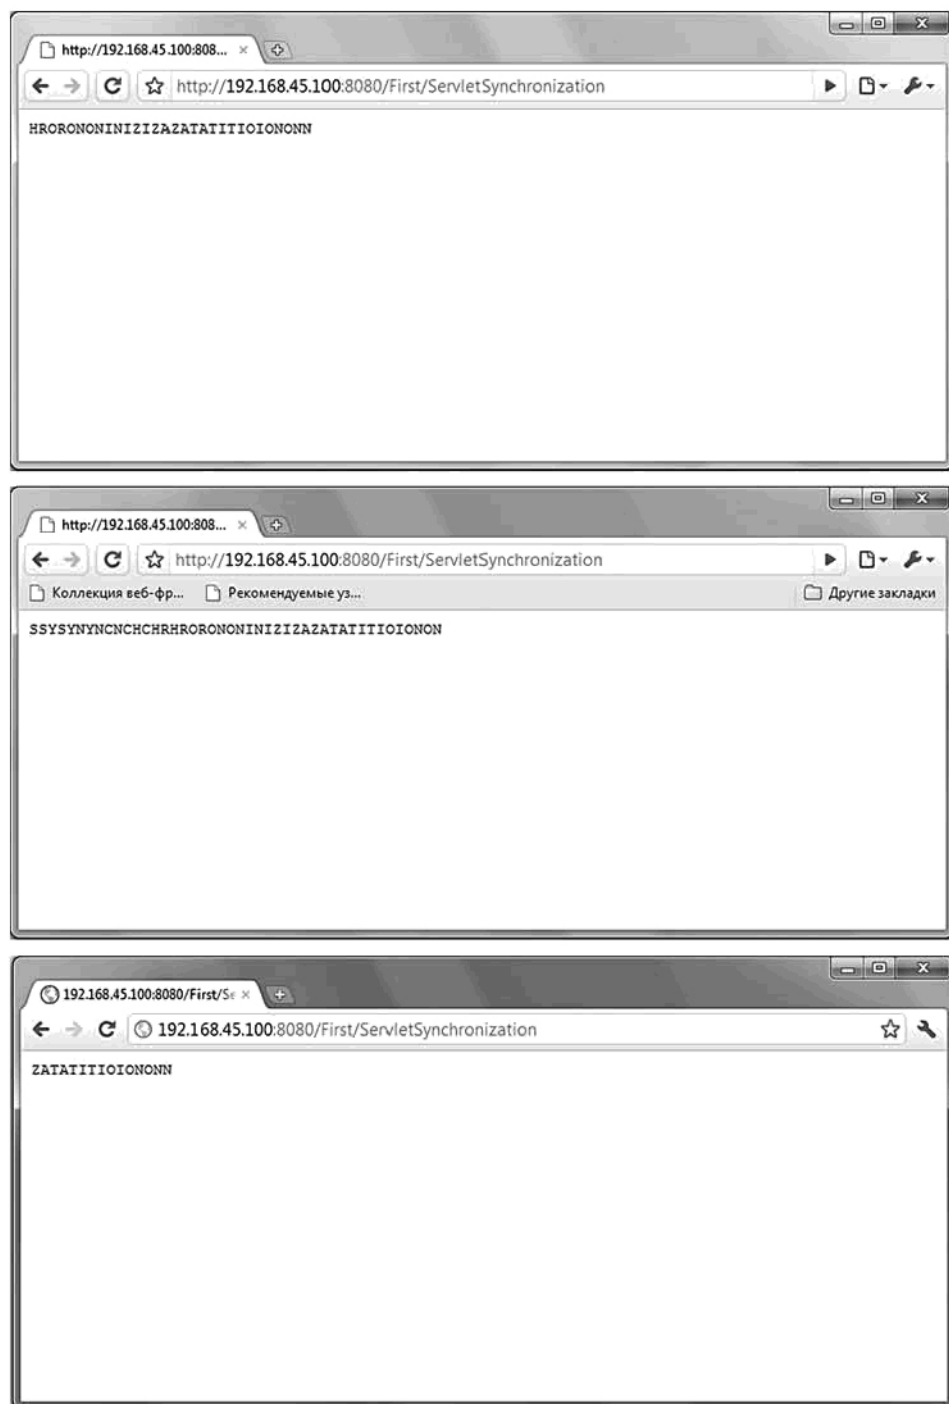 http://192.168.45.100:808...
http://192.168.45.100:8080/First/ServletSynchronization
HRORONONINIZIZAZATATITIOIONONN
http://192.168.45.100:808...
http://192.168.45.100:8080/First/ServletSynchronization
Коллекция веб-фр... Рекомендуемые уз... Другие закладки
SSYSYNYNCNCHCHRHRORONONINIZIZAZATATITIOIONON
192.168.45.100:8080/First/Se
192.168.45.100:8080/First/ServletSynchronization
ZATATITIOIONONN